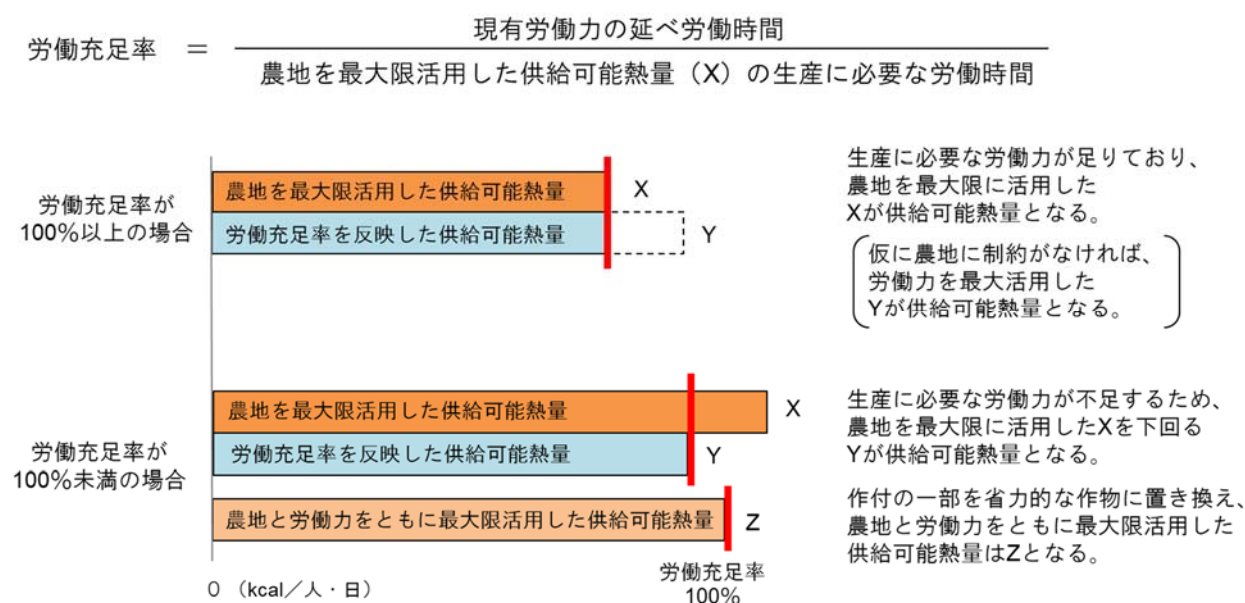 労働充足率 ＝ 現有労働力の延べ労働時間
農地を最大限活用した供給可能熱量（X）の生産に必要な労働時間
労働充足率が
100％以上の場合
農地を最大限活用した供給可能熱量
X
労働充足率を反映した供給可能熱量
Y
生産に必要な労働力が足りており、
農地を最大限に活用した
Xが供給可能熱量となる。
仮に農地に制約がなければ、
労働力を最大活用した
Yが供給可能熱量となる。
労働充足率が
100％未満の場合
農地を最大限活用した供給可能熱量
X
労働充足率を反映した供給可能熱量
Y
生産に必要な労働力が不足するため、
農地を最大限に活用したXを下回る
Yが供給可能熱量となる。
農地と労働力をともに最大限活用した供給可能熱量
Z
作付の一部を省力的な作物に置き換え、
農地と労働力をともに最大限活用した
供給可能熱量はZとなる。
0 （kcal／人・日）
労働充足率
100％